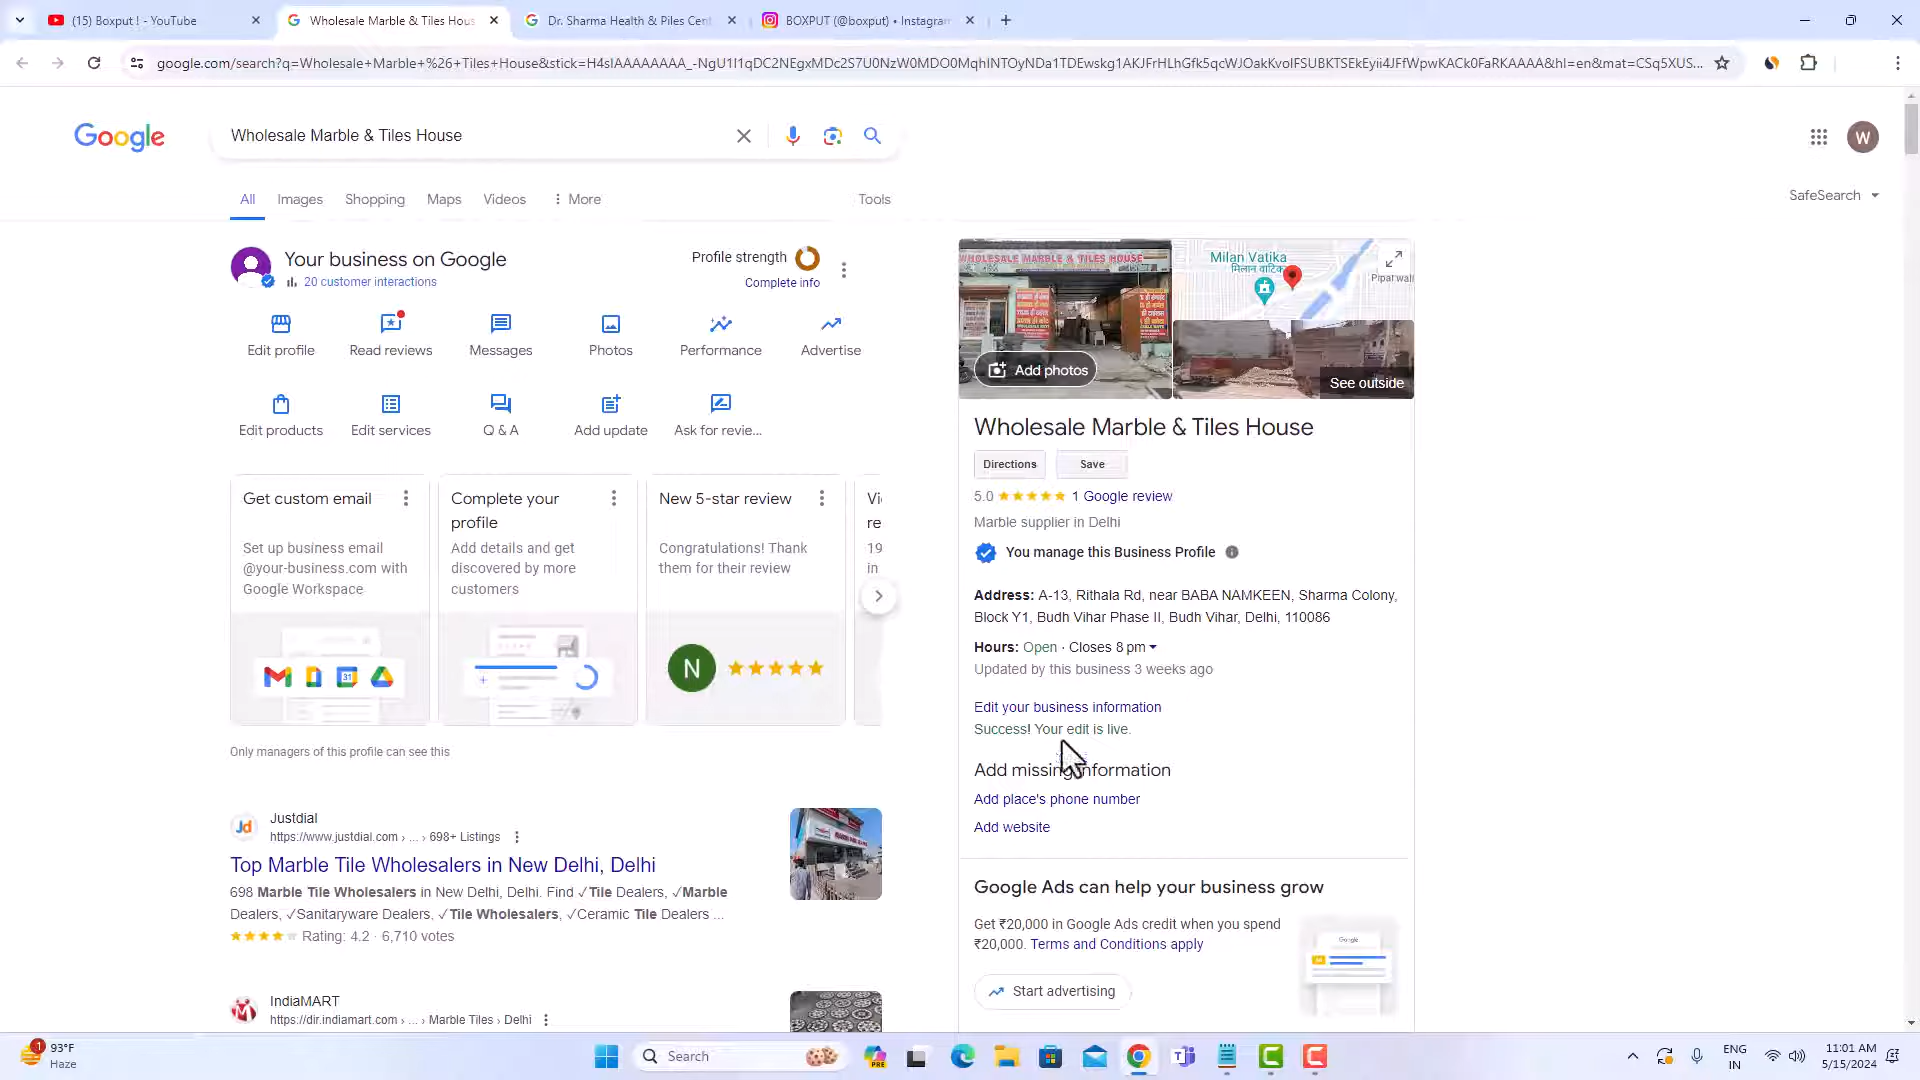 (15) Boxput ! - YouTube
Wholesale Marble & Tiles Hous
Dr. Sharma Health & Piles Cent
BOXPUT (@boxput) • Instagram
google.com/search?q=Wholesale+Marble+%26+Tiles+House&stick=H4sIAAAAAAAA_-NgU1I1qDC2NEgxMDc2S7U0NzW0MDO0MqhINTOyNDa1TDEwskg1AKJFrHLhGfk5qcWJOakKvolFSUBKTSEkEyii4JFfWpwKACk0FaRKAAAA&hl=en&mat=CSq5XUS...
Google
Wholesale Marble & Tiles House
W
All
Images
Shopping
Maps
Videos
More
Tools
SafeSearch
Your business on Google
20 customer interactions
Profile strength
Complete info
Edit profile
Read reviews
Messages
Photos
Performance
Advertise
Edit products
Edit services
Q & A
Add update
Ask for revie...
Get custom email
Set up business email
@your-business.com with
Google Workspace
31
Complete your
profile
Add details and get
discovered by more
customers
New 5-star review
Congratulations! Thank
them for their review
N
Vi
re
19
in
Only managers of this profile can see this
Jd
Justdial
https://www.justdial.com › ... › 698+ Listings
Top Marble Tile Wholesalers in New Delhi, Delhi
698 Marble Tile Wholesalers in New Delhi, Delhi. Find ✓Tile Dealers, ✓Marble
Dealers, ✓Sanitaryware Dealers, ✓Tile Wholesalers, ✓Ceramic Tile Dealers ...
Rating: 4.2 · 6,710 votes
IndiaMART
https://dir.indiamart.com › ... › Marble Tiles › Delhi
WHOLESALE MARBLE & TILES HOUSE
Milan Vatika
मिलान वाटिका
Piparwali
Add photos
See outside
Wholesale Marble & Tiles House
Directions
Save
5.0
1 Google review
Marble supplier in Delhi
You manage this Business Profile
Address: A-13, Rithala Rd, near BABA NAMKEEN, Sharma Colony,
Block Y1, Budh Vihar Phase II, Budh Vihar, Delhi, 110086
Hours: Open · Closes 8 pm
Updated by this business 3 weeks ago
Edit your business information
Success! Your edit is live.
Add missing information
Add place's phone number
Add website
Google Ads can help your business grow
Get ₹20,000 in Google Ads credit when you spend
₹20,000. Terms and Conditions apply
Google
Start advertising
1
93°F
Haze
Search
PRE
ENG
IN
11:01 AM
5/15/2024